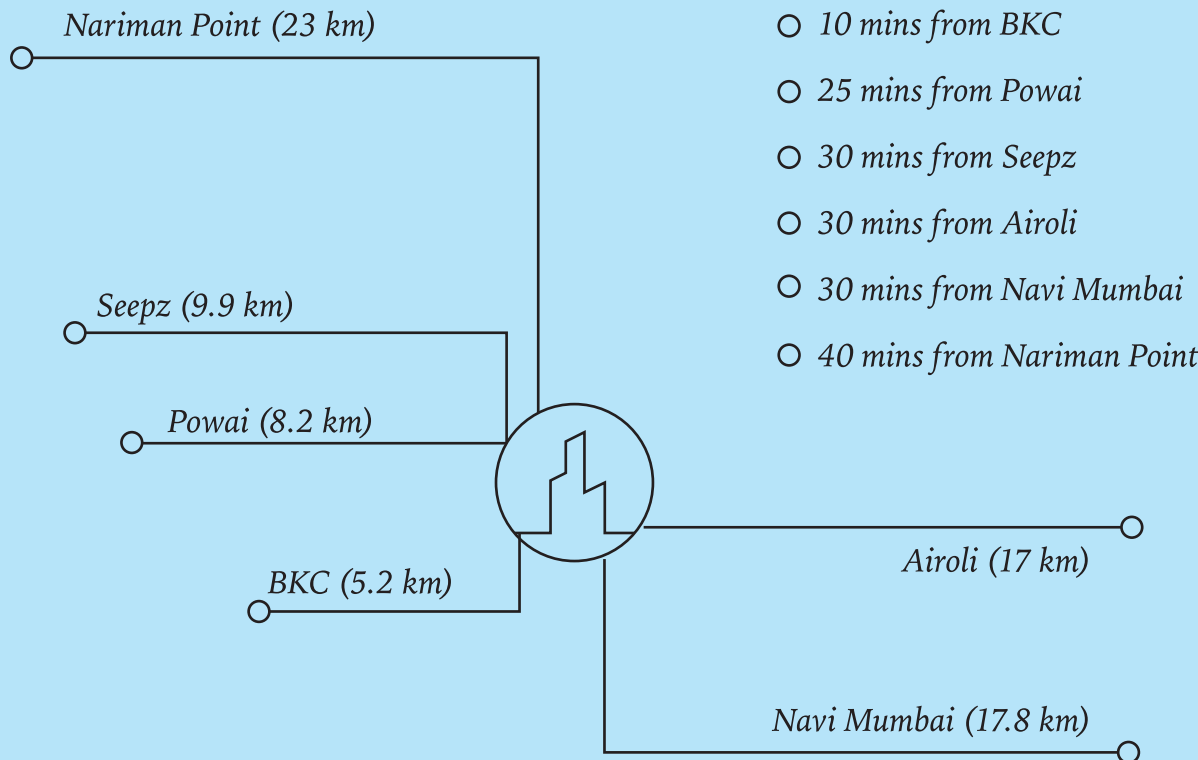 Nariman Point (23 km)
Seepz (9.9 km)
Powai (8.2 km)
BKC (5.2 km)
Airoli (17 km)
Navi Mumbai (17.8 km)
10 mins from BKC
25 mins from Powai
30 mins from Seepz
30 mins from Airoli
30 mins from Navi Mumbai
40 mins from Nariman Point